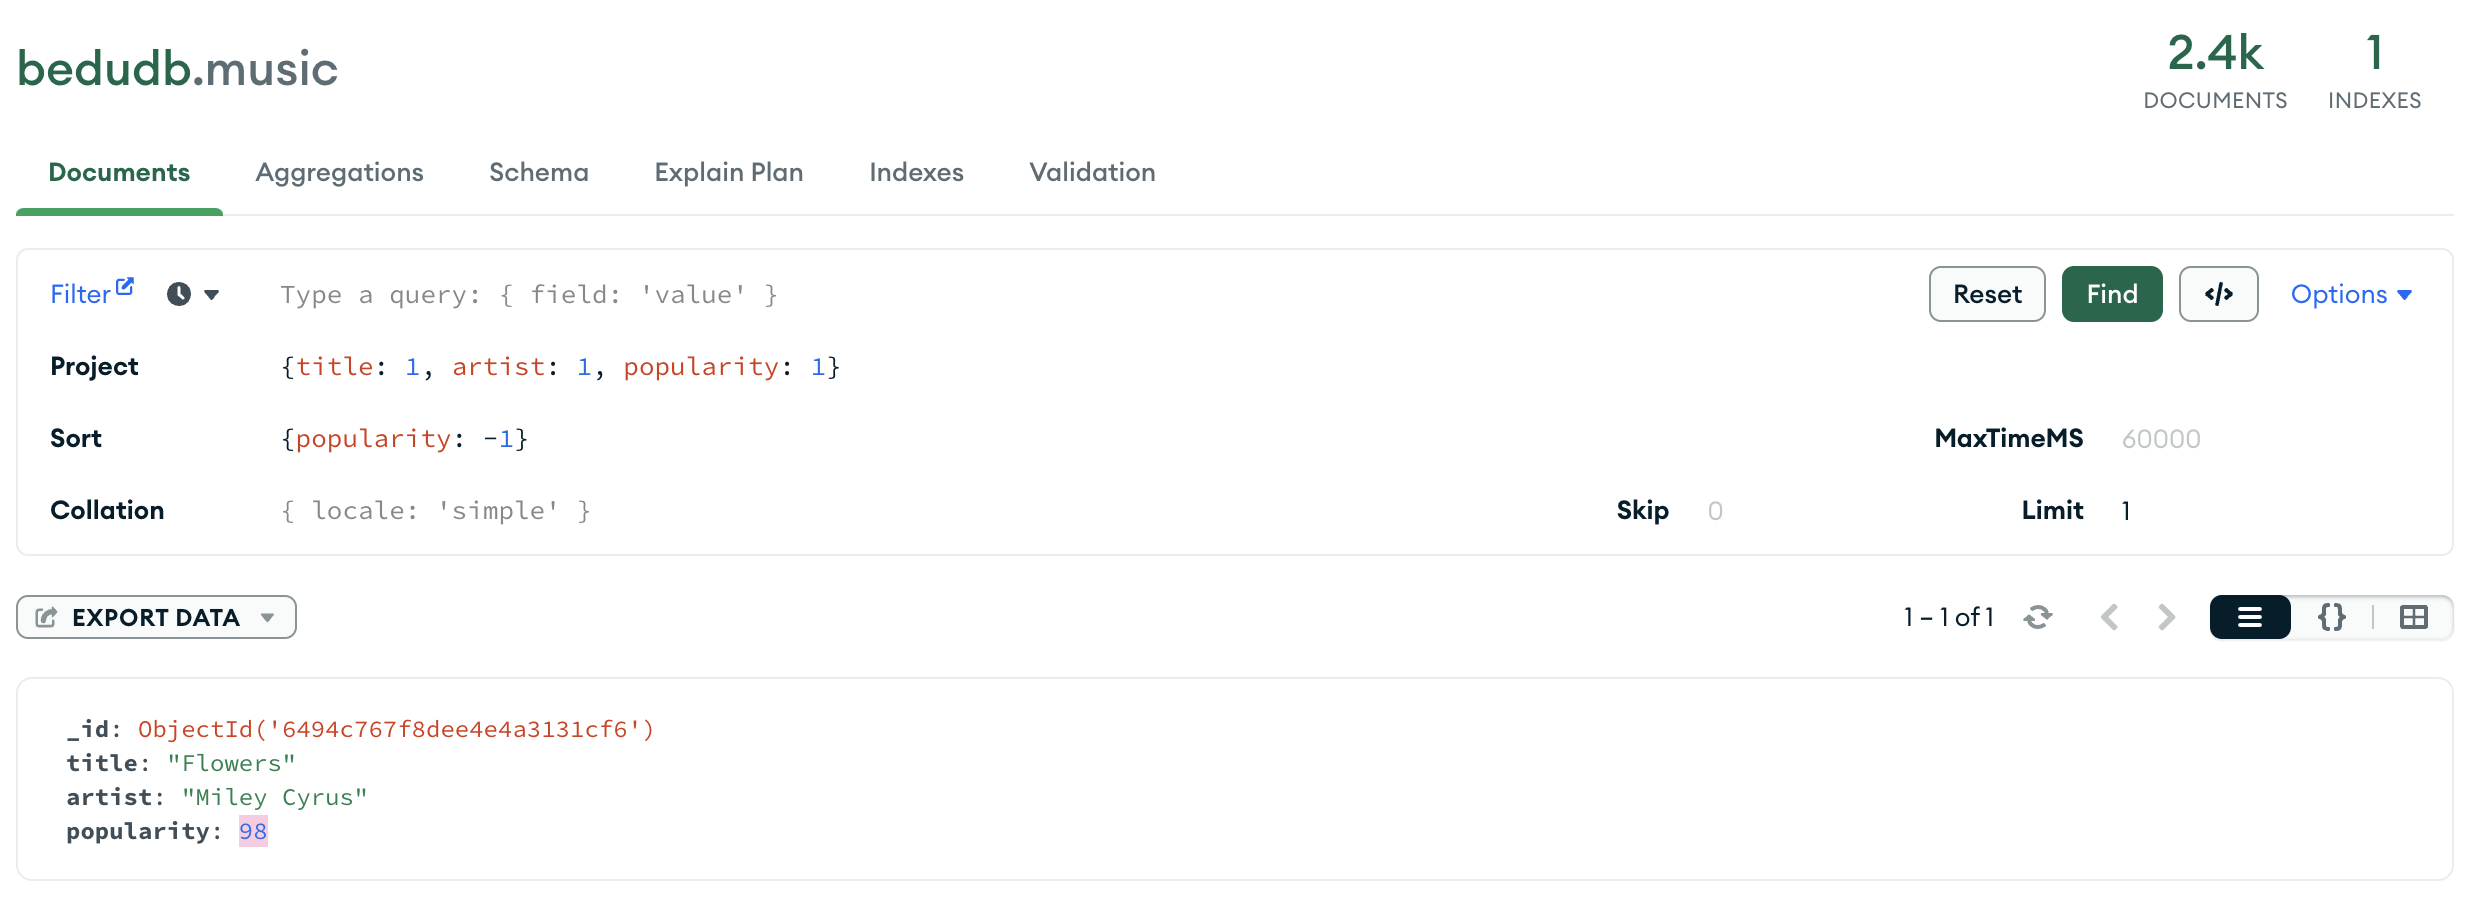 bedudb.music
2.4k
DOCUMENTS
1
INDEXES
Documents Aggregations Schema Explain Plan Indexes Validation
Filter Type a query: { field: 'value' } Reset Find </> Options
Project {title: 1, artist: 1, popularity: 1}
Sort {popularity: -1} MaxTimeMS 60000
Collation { locale: 'simple' } Skip 0 Limit 1
EXPORT DATA 1 – 1 of 1 {}
_id: ObjectId('6494c767f8dee4e4a3131cf6')
title: "Flowers"
artist: "Miley Cyrus"
popularity: 98